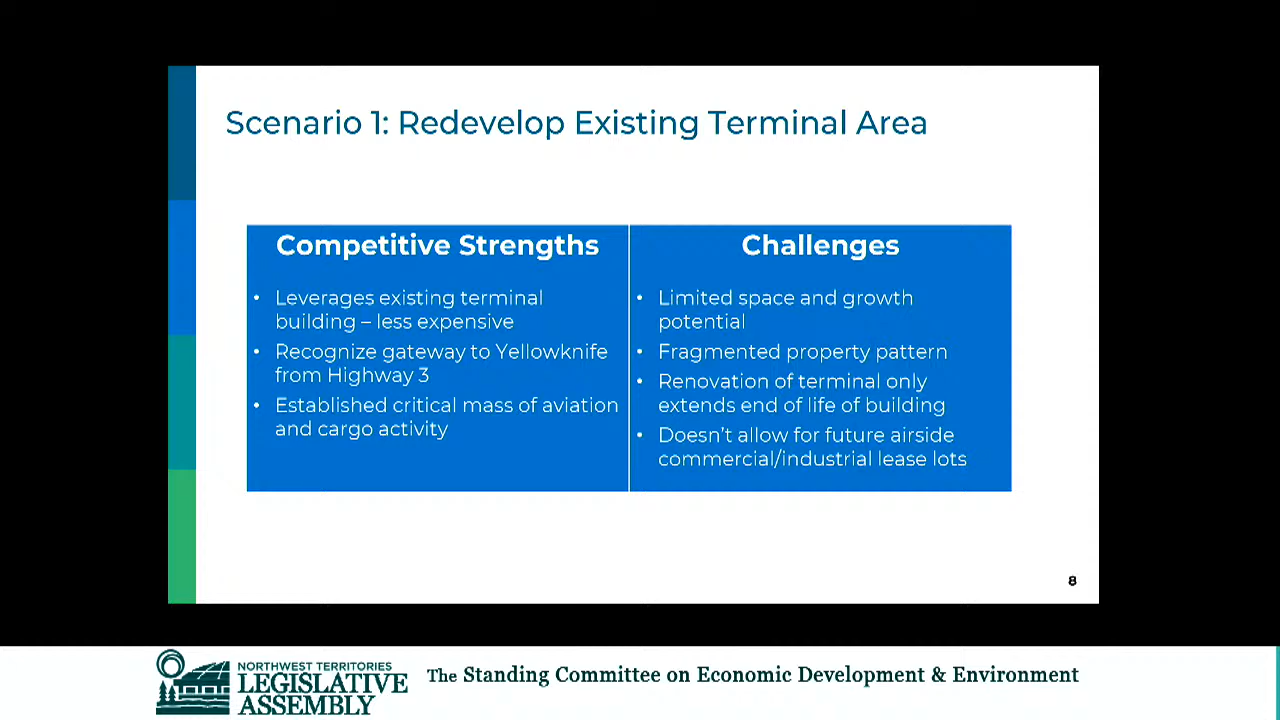 Scenario 1: Redevelop Existing Terminal Area
Competitive Strengths
• Leverages existing terminal
building – less expensive
• Recognize gateway to Yellowknife
from Highway 3
• Established critical mass of aviation
and cargo activity
Challenges
• Limited space and growth
potential
• Fragmented property pattern
• Renovation of terminal only
extends end of life of building
• Doesn't allow for future airside
commercial/industrial lease lots
8
NORTHWEST TERRITORIES
LEGISLATIVE
ASSEMBLY
The Standing Committee on Economic Development & Environment